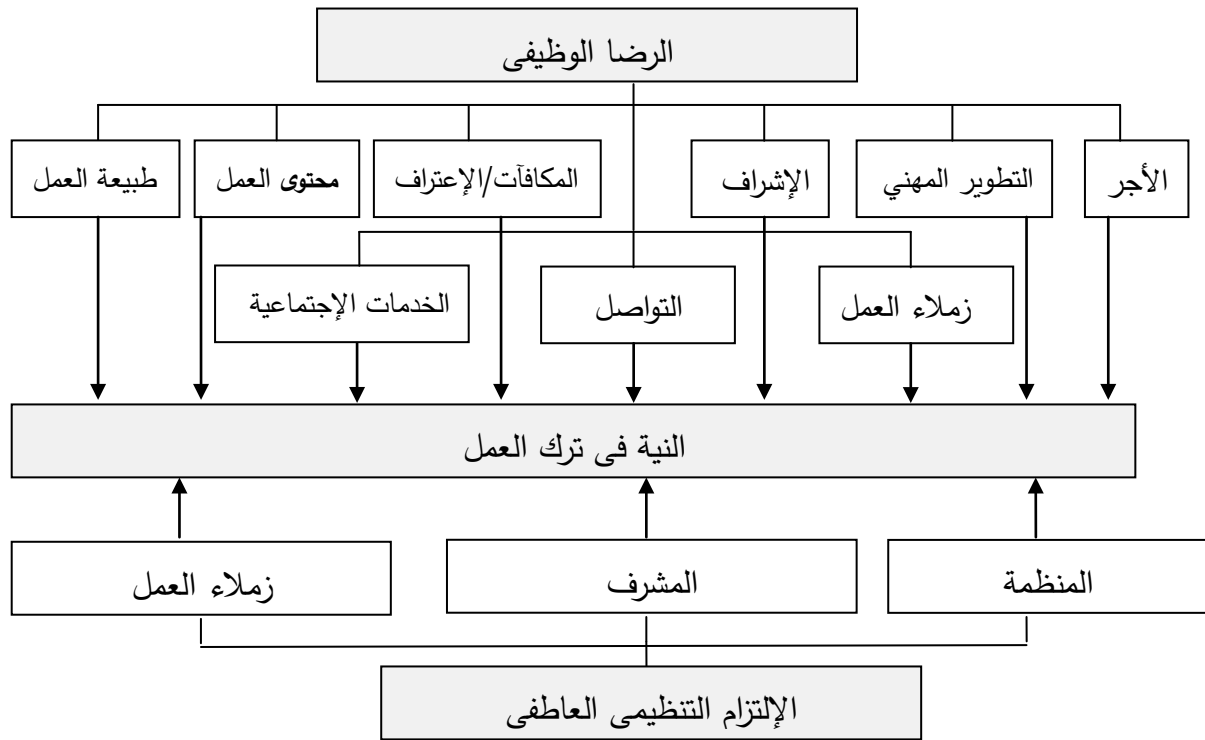 الرضا الوظيفى
الأجر
التطوير المهني
الإشراف
المكافآت/الإعتراف
محتوى العمل
طبيعة العمل
زملاء العمل
التواصل
الخدمات الإجتماعية
النية فى ترك العمل
المنظمة
المشرف
زملاء العمل
الإلتزام التنظيمى العاطفى